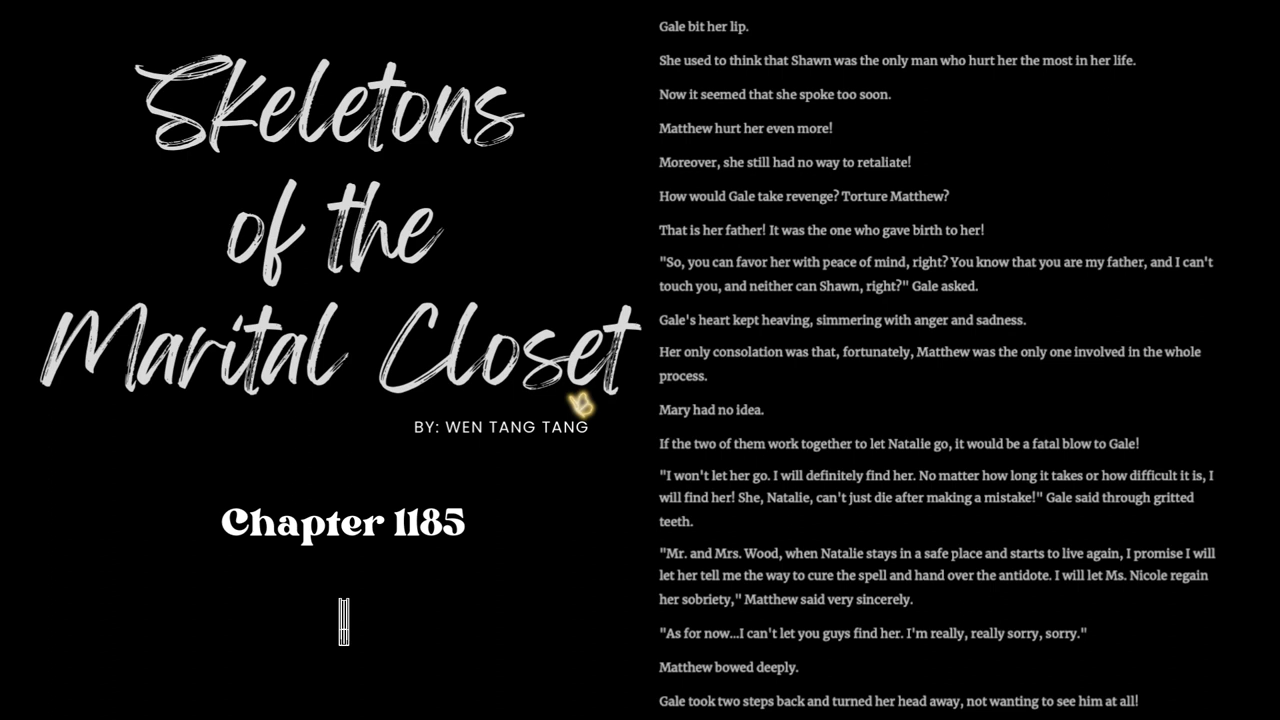 Skeletons
of the
Marital Closet
BY: WEN TANG TANG
Chapter 1185
Gale bit her lip.
She used to think that Shawn was the only man who hurt her the most in her life.
Now it seemed that she spoke too soon.
Matthew hurt her even more!
Moreover, she still had no way to retaliate!
How would Gale take revenge? Torture Matthew?
That is her father! It was the one who gave birth to her!
"So, you can favor her with peace of mind, right? You know that you are my father, and I can't
touch you, and neither can Shawn, right?" Gale asked.
Gale's heart kept heaving, simmering with anger and sadness.
Her only consolation was that, fortunately, Matthew was the only one involved in the whole
process.
Mary had no idea.
If the two of them work together to let Natalie go, it would be a fatal blow to Gale!
"I won't let her go. I will definitely find her. No matter how long it takes or how difficult it is, I
will find her! She, Natalie, can't just die after making a mistake!" Gale said through gritted
teeth.
"Mr. and Mrs. Wood, when Natalie stays in a safe place and starts to live again, I promise I will
let her tell me the way to cure the spell and hand over the antidote. I will let Ms. Nicole regain
her sobriety," Matthew said very sincerely.
"As for now...I can't let you guys find her. I'm really, really sorry, sorry."
Matthew bowed deeply.
Gale took two steps back and turned her head away, not wanting to see him at all!